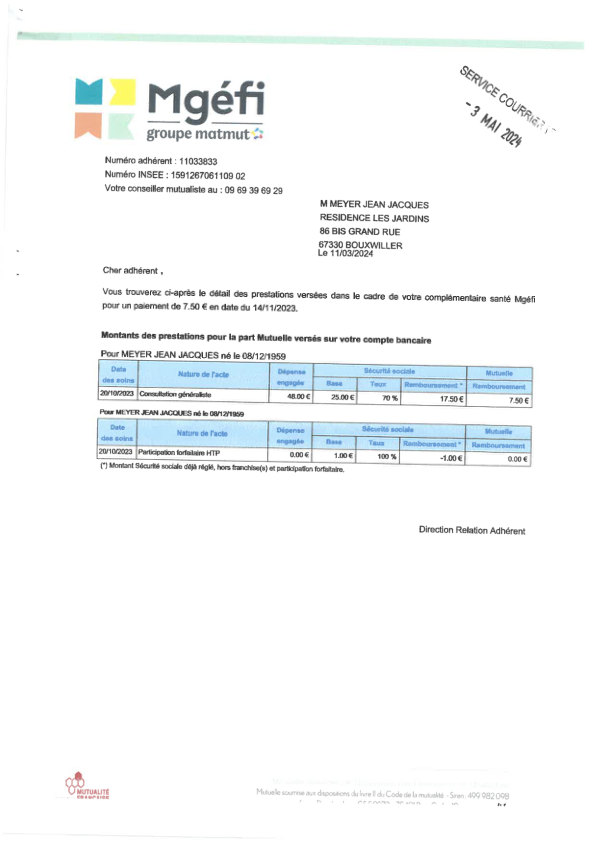 SERVICE COURRIER
- 3 MAI 2024
Mgéfi
groupe matmut
Numéro adhérent : 11033833
Numéro INSEE : 1591267061109 02
Votre conseiller mutualiste au : 09 69 39 69 29
M MEYER JEAN JACQUES
RESIDENCE LES JARDINS
86 BIS GRAND RUE
67330 BOUXWILLER
Le 11/03/2024
Cher adhérent ,
Vous trouverez ci-après le détail des prestations versées dans le cadre de votre complémentaire santé Mgéfi
pour un paiement de 7.50 € en date du 14/11/2023.
Montants des prestations pour la part Mutuelle versés sur votre compte bancaire
Pour MEYER JEAN JACQUES né le 08/12/1959
Date des soins Nature de l'acte Dépense engagée Sécurité sociale Mutuelle
Base Taux Remboursement * Remboursement
20/10/2023 Consultation généraliste 48.00 € 25.00 € 70 % 17.50 € 7.50 €
Pour MEYER JEAN JACQUES né le 08/12/1959
Date des soins Nature de l'acte Dépense engagée Sécurité sociale Mutuelle
Base Taux Remboursement * Remboursement
20/10/2023 Participation forfaitaire HTP 0.00 € 1.00 € 100 % -1.00 € 0.00 €
(*) Montant Sécurité sociale déjà réglé, hors franchise(s) et participation forfaitaire.
Direction Relation Adhérent
MUTUALITÉ
FRANÇAISE
Mutuelle soumise aux dispositions du livre II du Code de la mutualité - Siren. 499 982 098